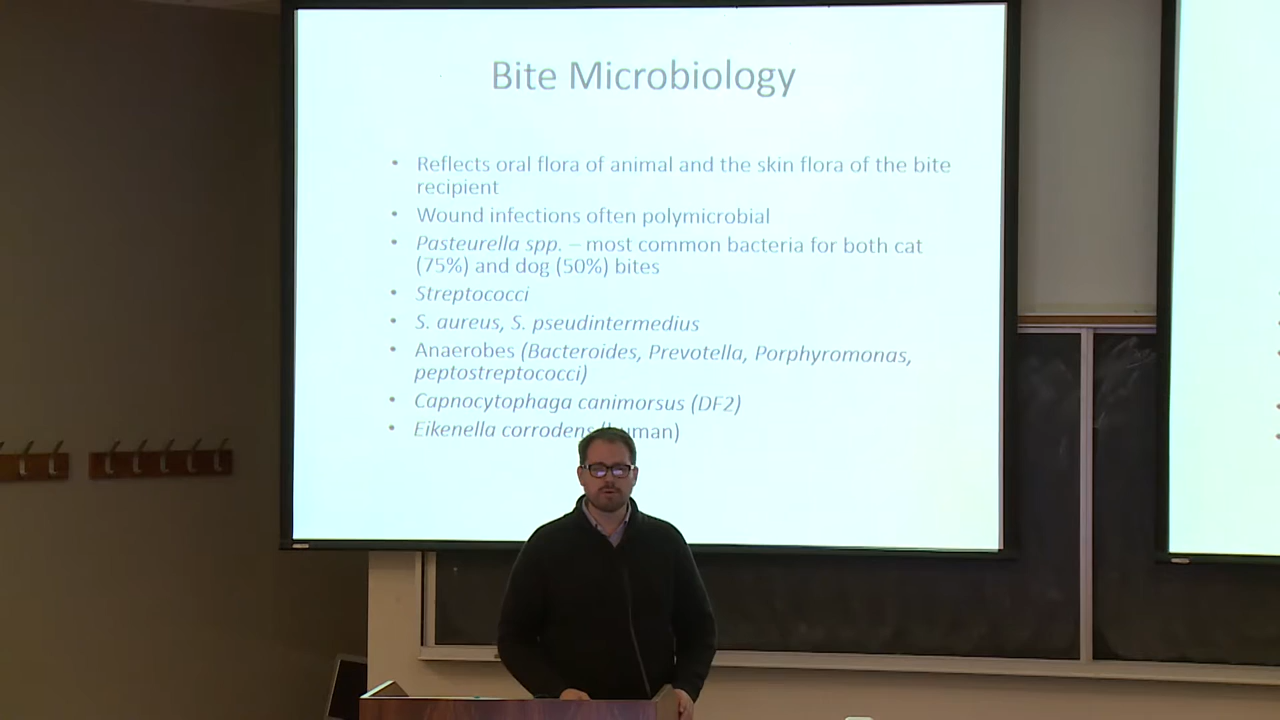 Bite Microbiology
• Reflects oral flora of animal and the skin flora of the bite
recipient
• Wound infections often polymicrobial
• Pasteurella spp. – most common bacteria for both cat
(75%) and dog (50%) bites
• Streptococci
• S. aureus, S. pseudintermedius
• Anaerobes (Bacteroides, Prevotella, Porphyromonas,
peptostreptococci)
• Capnocytophaga canimorsus (DF2)
• Eikenella corrodens (human)